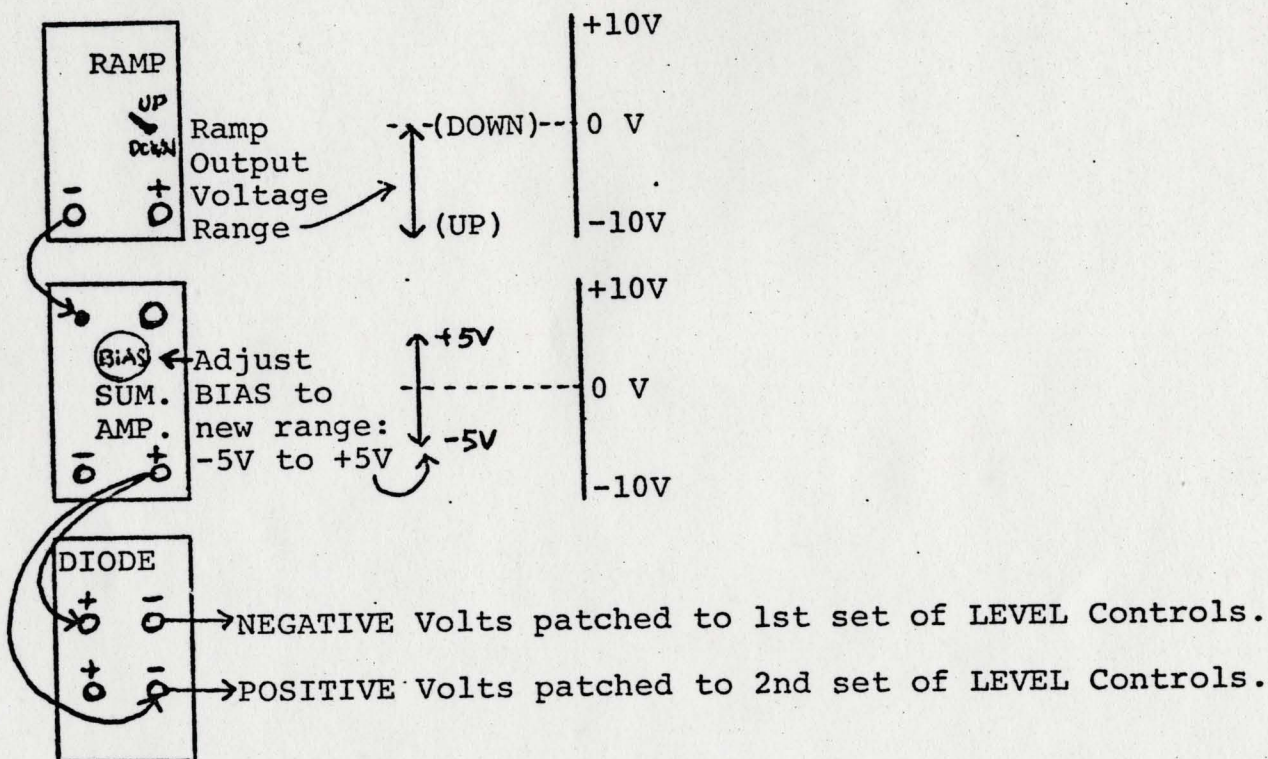 +10V
RAMP
UP
DOWN
Ramp
Output
Voltage
Range
- +
(DOWN)
0 V
(UP)
-10V
+10V
BiAS
SUM.
AMP.
- +
Adjust
BIAS to
new range:
-5V to +5V
+5V
0 V
-5V
-10V
DIODE
+ -
NEGATIVE Volts patched to 1st set of LEVEL Controls.
+ -
POSITIVE Volts patched to 2nd set of LEVEL Controls.